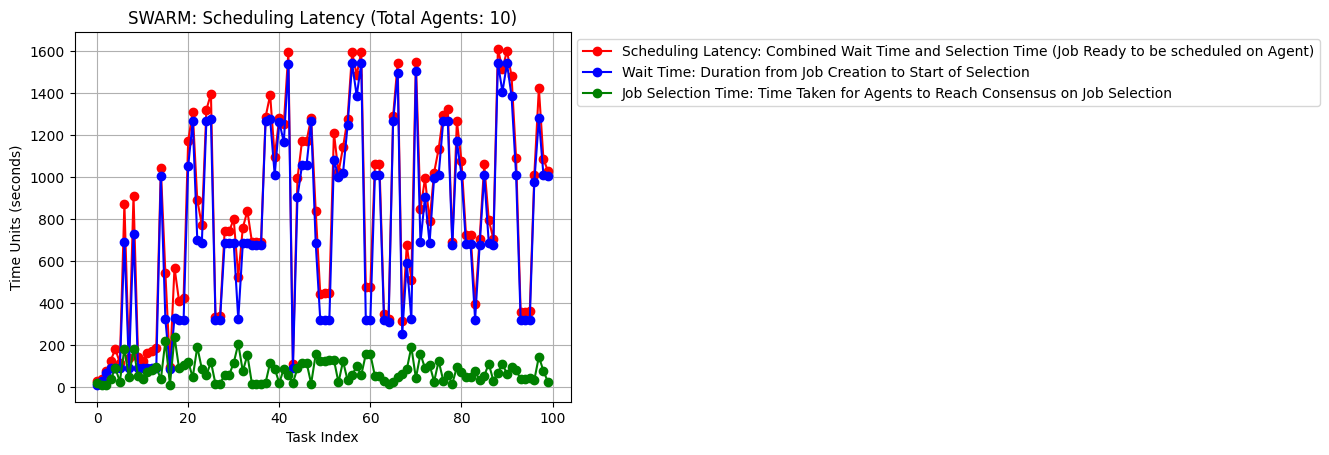 SWARM: Scheduling Latency (Total Agents: 10)
Scheduling Latency: Combined Wait Time and Selection Time (Job Ready to be scheduled on Agent)
Wait Time: Duration from Job Creation to Start of Selection
Job Selection Time: Time Taken for Agents to Reach Consensus on Job Selection
Time Units (seconds)
1600
1400
1200
1000
800
600
400
200
0
0 20 40 60 80 100
Task Index